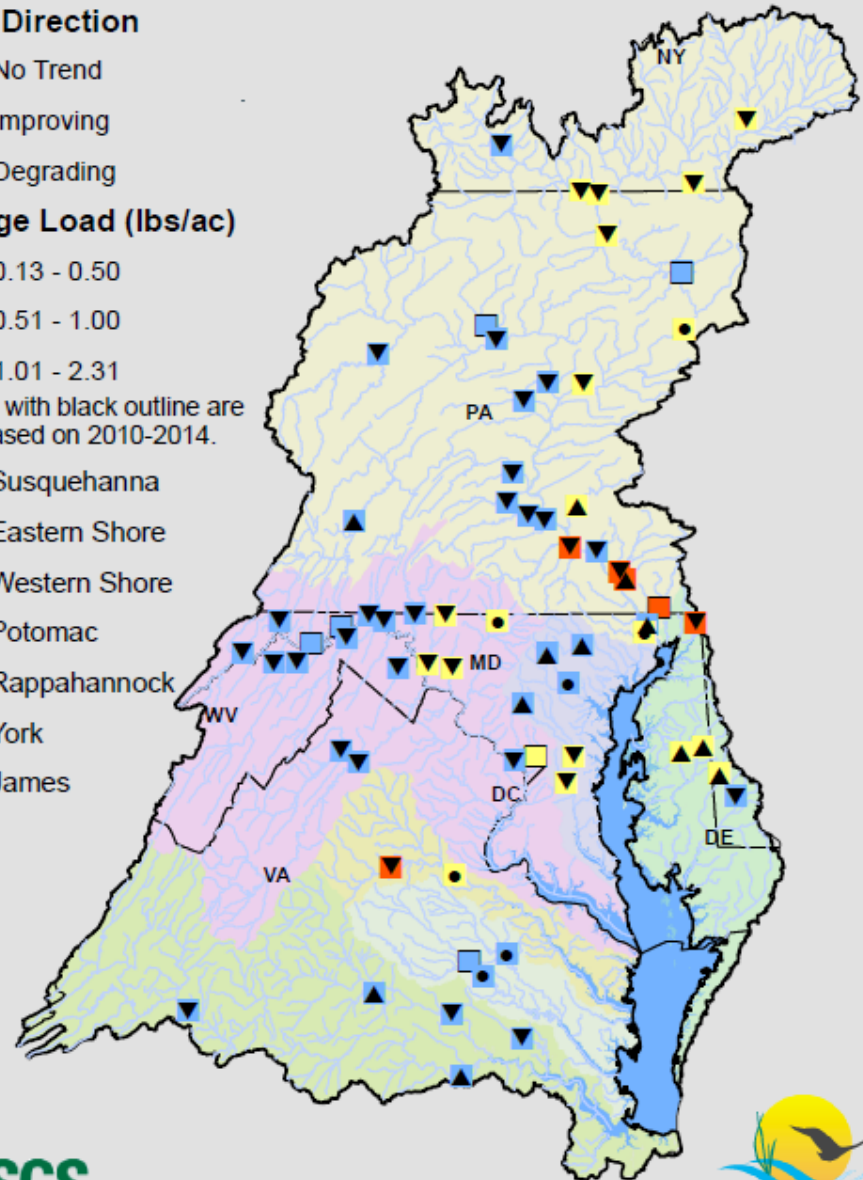 Direction
No Trend
mproving
Degrading
ge Load (lbs/ac)
0.13 - 0.50
0.51 - 1.00
1.01 - 2.31
with black outline are
ased on 2010-2014.
Susquehanna
Eastern Shore
Western Shore
Potomac
Rappahannock
York
James
NY
PA
MD
WV
DC
DE
VA
SGS